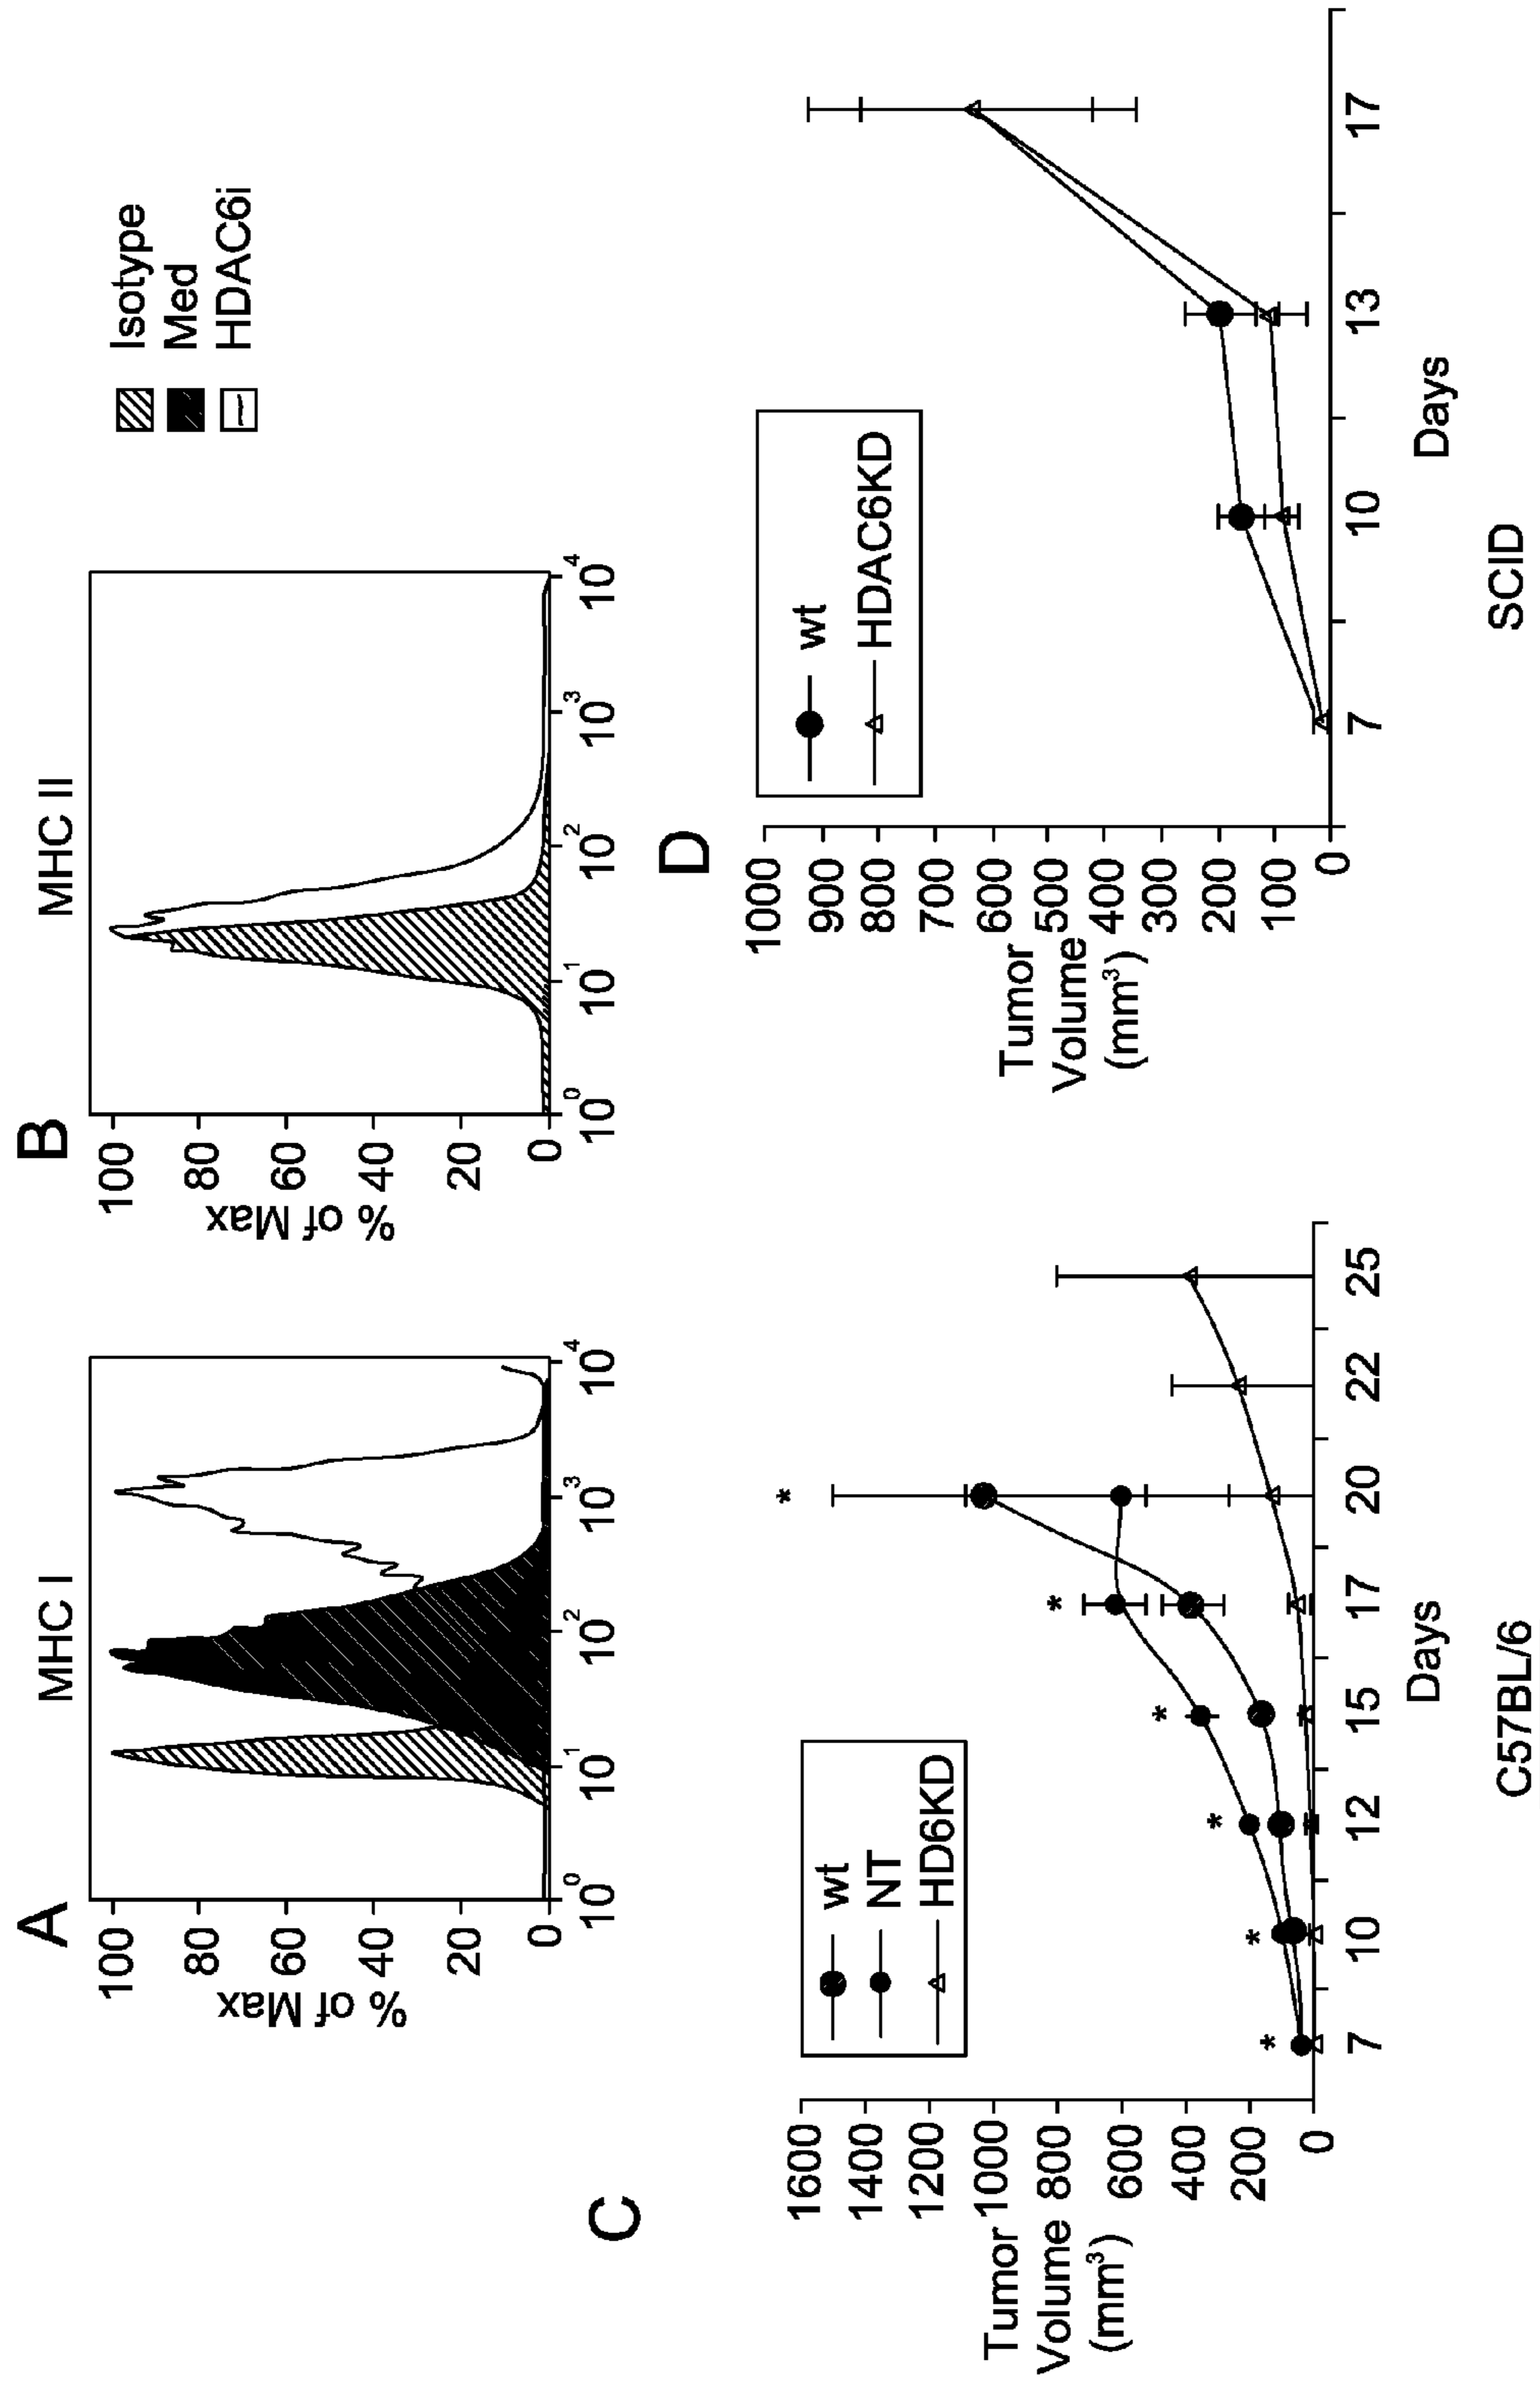 A
MHC I
% of Max
100
80
60
40
20
0
10^0 10^1 10^2 10^3 10^4
B
MHC II
% of Max
100
80
60
40
20
0
10^0 10^1 10^2 10^3 10^4
Isotype
Med
HDAC6i
C
Tumor
Volume
(mm³)
1600
1400
1200
1000
800
600
400
200
0
wt
NT
HD6KD
*
*
*
*
*
*
7 10 12 15 17 20 22 25
Days
C57BL/6
D
Tumor
Volume
(mm³)
1000
900
800
700
600
500
400
300
200
100
0
wt
HDAC6KD
7 10 13 17
Days
SCID